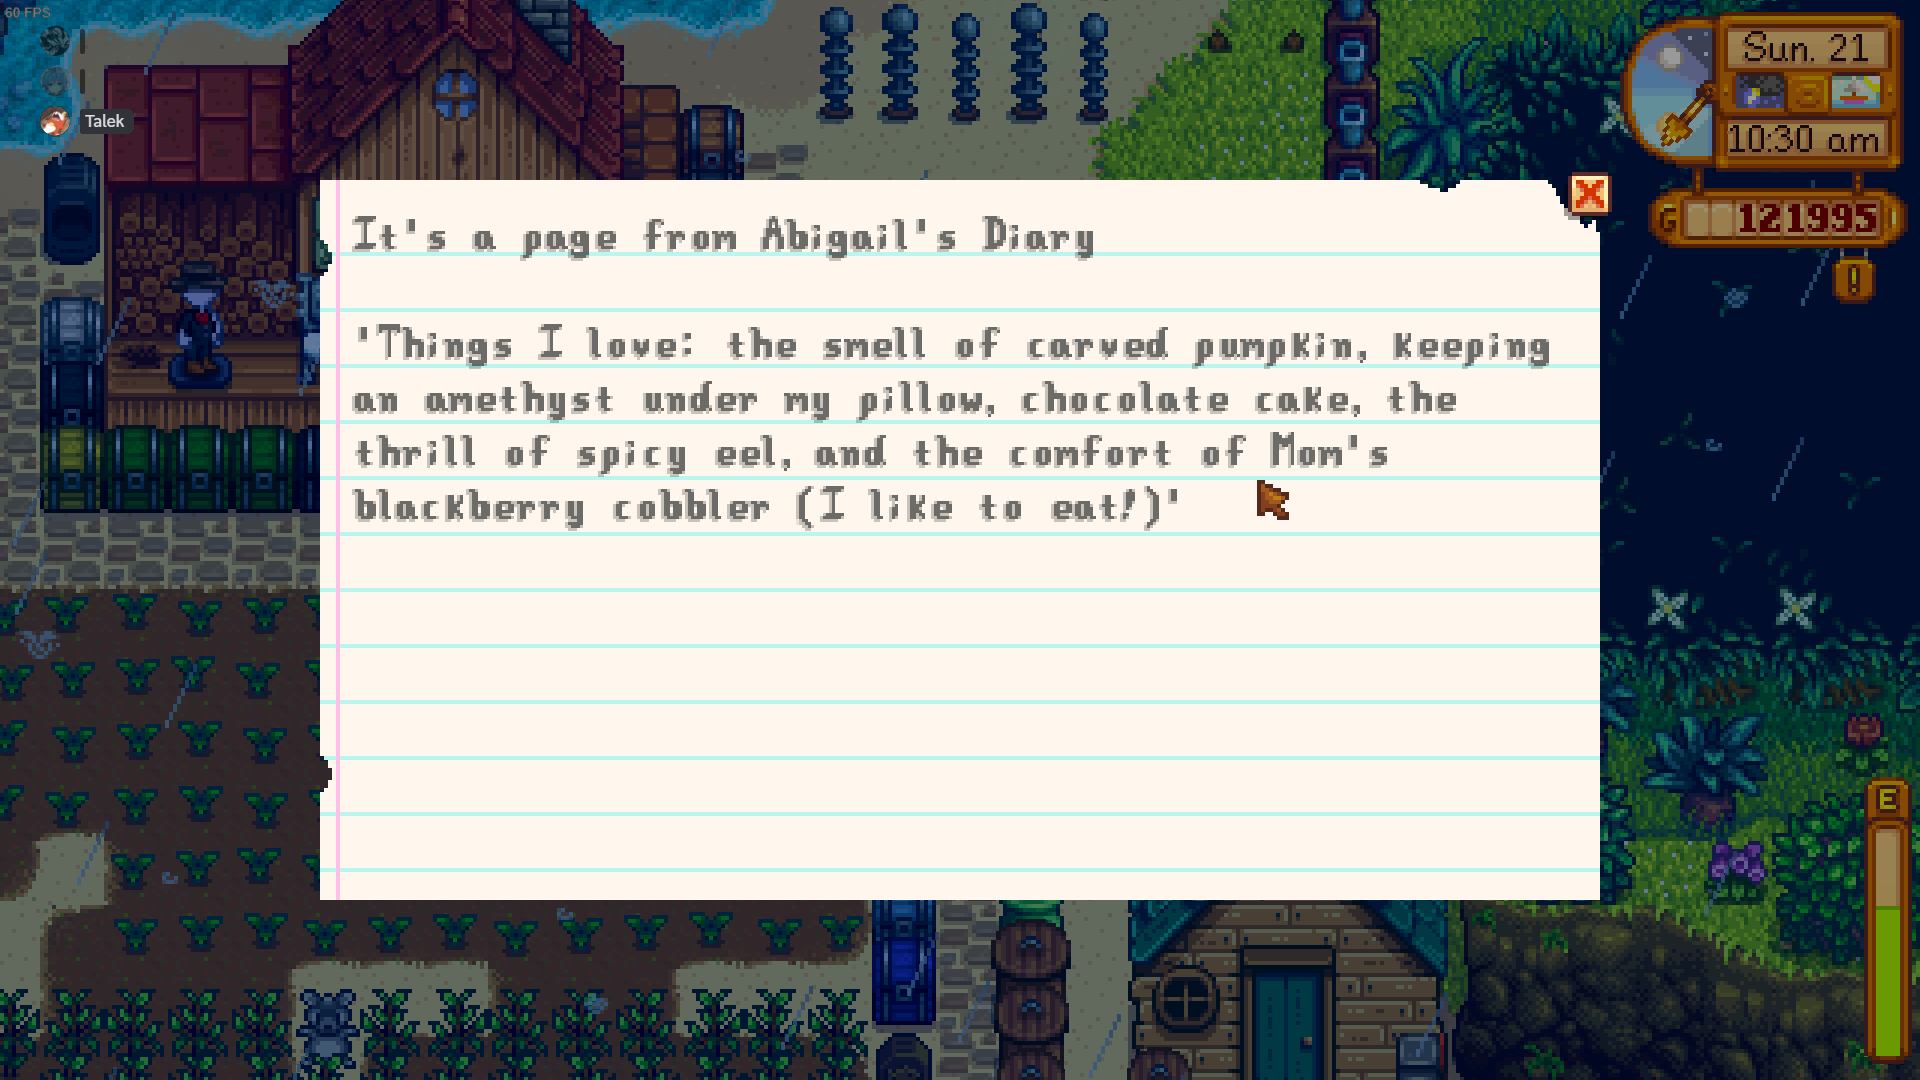 60 FPS
Talek
Sun. 21
10:30 am
G 121995
!
It's a page from Abigail's Diary
'Things I love: the smell of carved pumpkin, keeping
an amethyst under my pillow, chocolate cake, the
thrill of spicy eel, and the comfort of Mom's
blackberry cobbler (I like to eat!)'
E